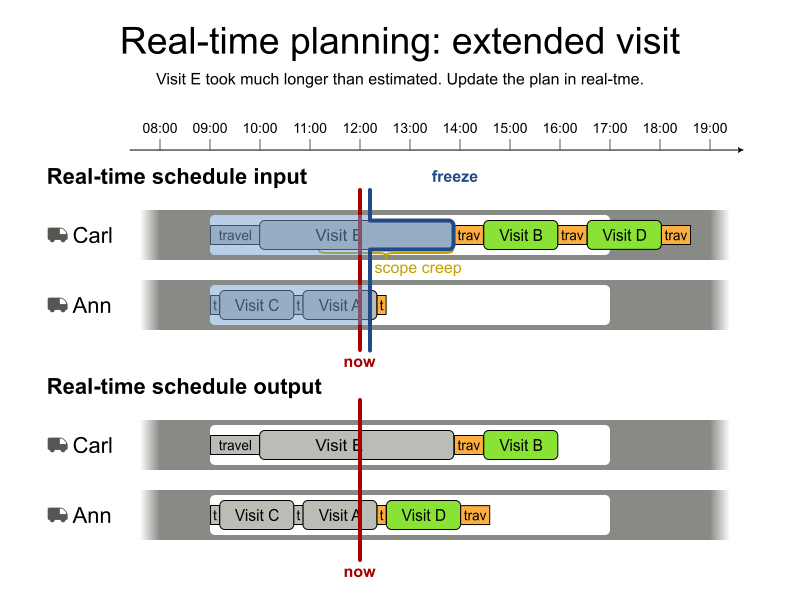 Real-time planning: extended visit
Visit E took much longer than estimated. Update the plan in real-tme.
08:00 09:00 10:00 11:00 12:00 13:00 14:00 15:00 16:00 17:00 18:00 19:00
Real-time schedule input
freeze
Carl travel Visit E trav Visit B trav Visit D trav
scope creep
Ann t Visit C t Visit A t
now
Real-time schedule output
Carl travel Visit E trav Visit B
Ann t Visit C t Visit A t Visit D trav
now